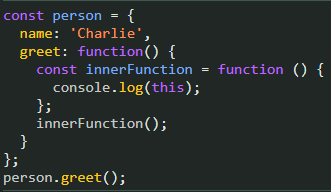 const person = {
  name: 'Charlie',
  greet: function() {
    const innerFunction = function () {
      console.log(this);
    };
    innerFunction();
  }
};
person.greet();